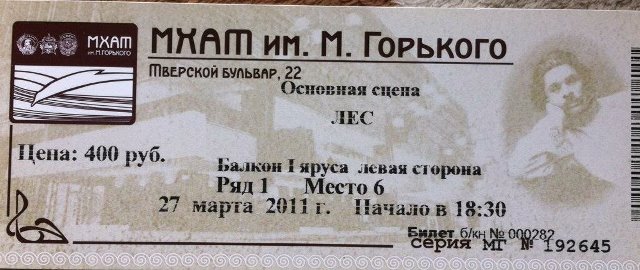 МХАТ
ИМ. М.ГОРЬКОГО
МХАТ им. М. Горького
Тверской бульвар, 22
Основная сцена
ЛЕС
Цена: 400 руб.
Балкон I яруса левая сторона
Ряд 1 Место 6
27 марта 2011 г. Начало в 18:30
Билет б/кн № 000282
серия МГ № 192645